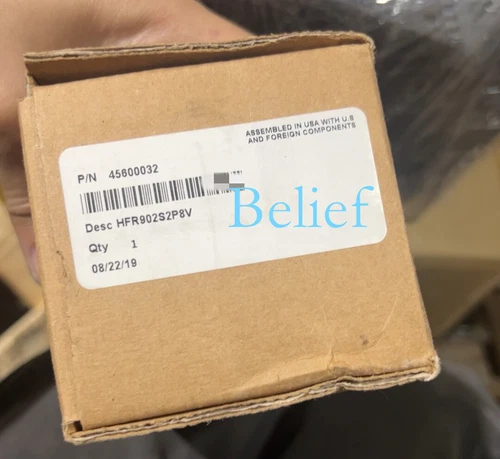 ASSEMBLED IN USA WITH U.S
AND FOREIGN COMPONENTS
P/N 45600032
Desc HFR902S2P8V
Qty 1
08/22/19
Belief